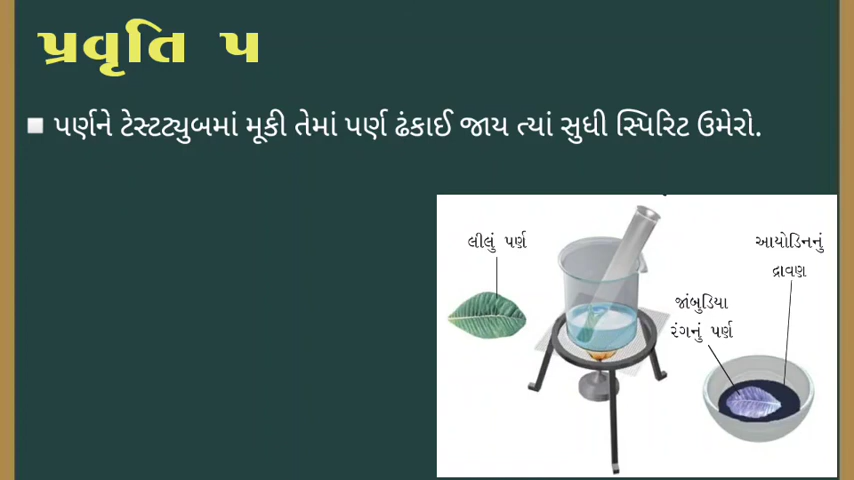 પ્રવૃતિ ૫
પર્ણને ટેસ્ટટ્યુબમાં મૂકી તેમાં પર્ણ ઢંકાઈ જાય ત્યાં સુધી સ્પિરિટ ઉમેરો.
લીલું પર્ણ
આયોડિનનું
દ્રાવણ
જાંબુડિયા
રંગનું પર્ણ